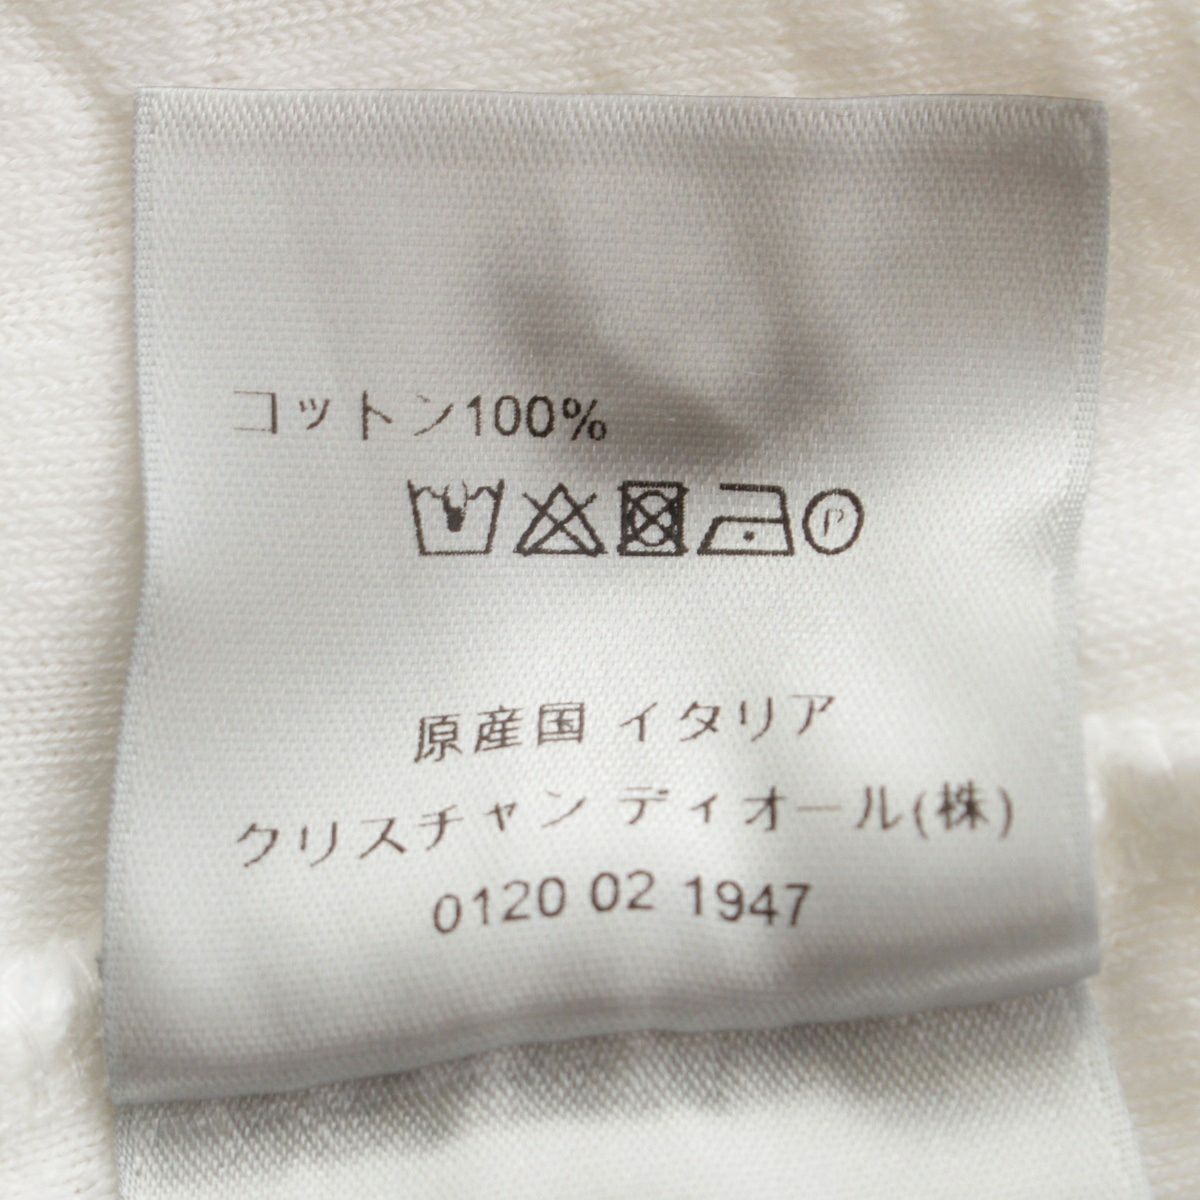 コットン100%
P
原産国 イタリア
クリスチャン ディオール(株)
0120 02 1947